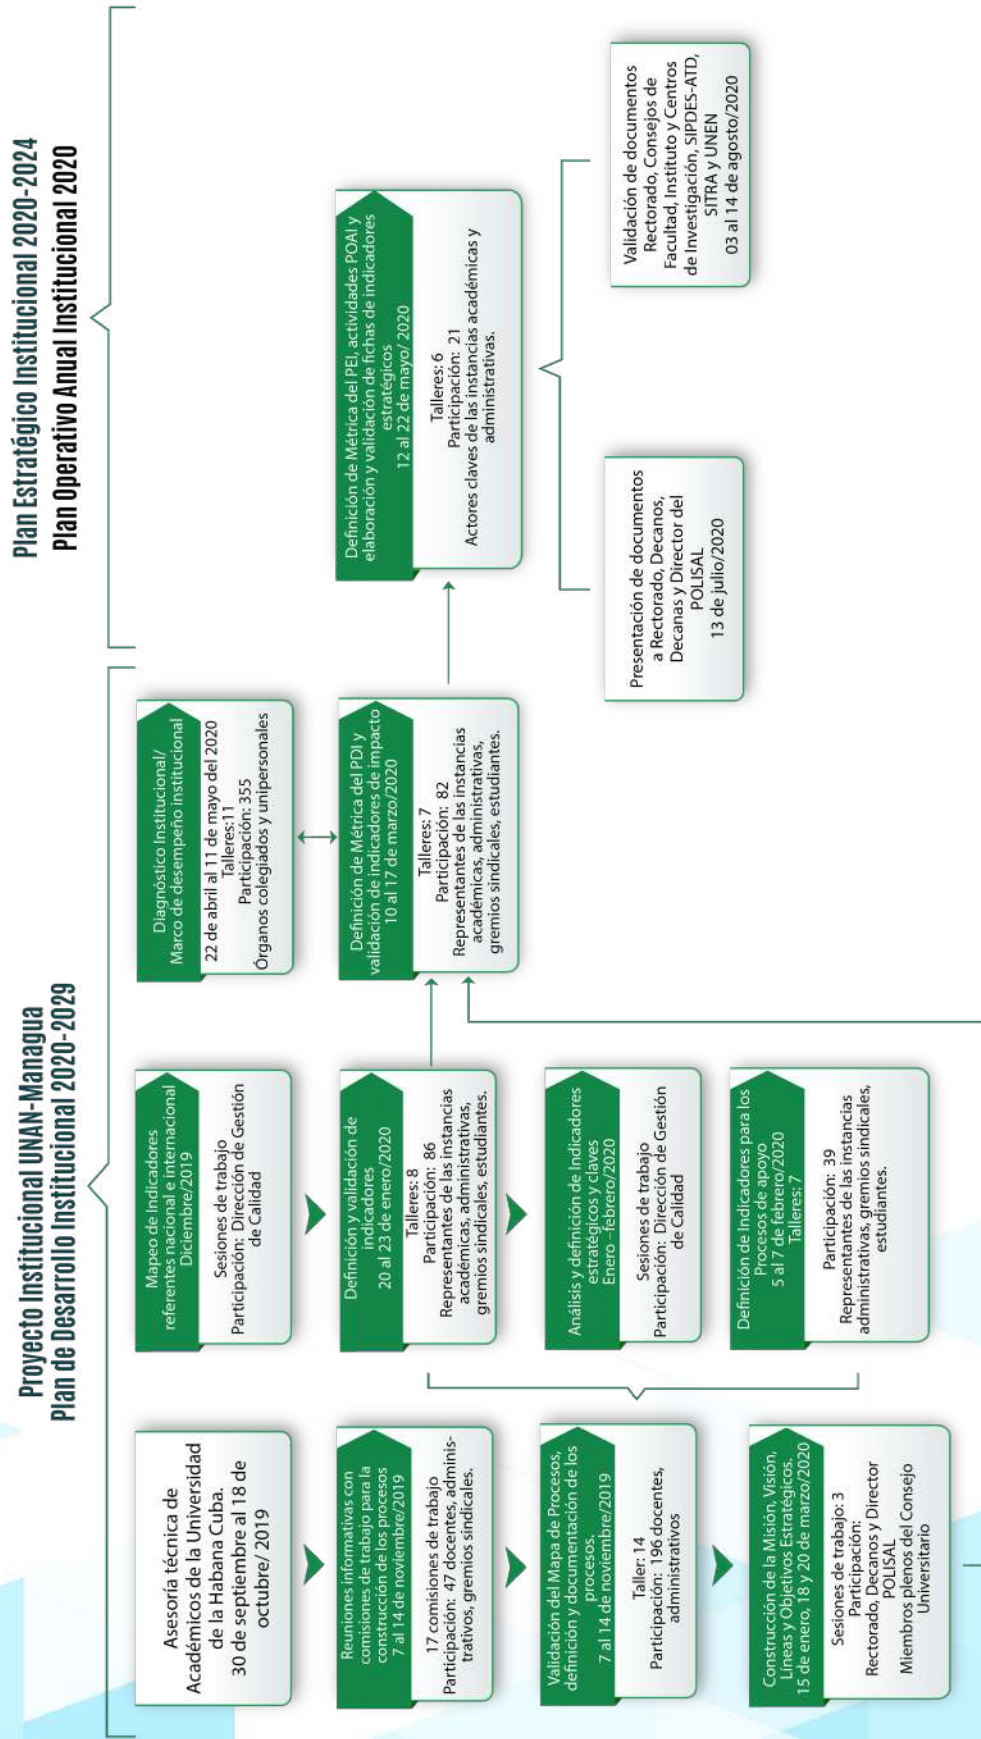 Proyecto Institucional UNAN-Managua
Plan de Desarrollo Institucional 2020-2029
Asesoría técnica de
Académicos de la Universidad
de la Habana Cuba.
30 de septiembre al 18 de
octubre/ 2019
Reuniones informativas con
comisiones de trabajo para la
construcción de los procesos
7 al 14 de noviembre/2019
17 comisiones de trabajo
Participación: 47 docentes, adminis-
trativos, gremios sindicales.
Validación del Mapa de Procesos,
definición y documentación de los
procesos.
7 al 14 de noviembre/2019
Taller: 14
Participación: 196 docentes,
administrativos
Construcción de la Misión, Visión,
Líneas y Objetivos Estratégicos.
15 de enero, 18 y 20 de marzo/2020
Sesiones de trabajo: 3
Participación:
Rectorado, Decanos y Director
POLISAL
Miembros plenos del Consejo
Universitario
Mapeo de Indicadores
referentes nacional e internacional
Diciembre/2019
Sesiones de trabajo
Participación: Dirección de Gestión
de Calidad
Definición y validación de
indicadores
20 al 23 de enero/2020
Talleres: 8
Participación: 86
Representantes de las instancias
académicas, administrativas,
gremios sindicales, estudiantes.
Análisis y definición de Indicadores
estratégicos y claves
Enero –febrero/2020
Sesiones de trabajo
Participación: Dirección de Gestión
de Calidad
Definición de Indicadores para los
Procesos de apoyo
5 al 7 de febrero/2020
Talleres: 7
Participación: 39
Representantes de las instancias
administrativas, gremios sindicales,
estudiantes.
Diagnóstico Institucional/
Marco de desempeño institucional
22 de abril al 11 de mayo del 2020
Talleres:11
Participación: 355
Órganos colegiados y unipersonales
Definición de Métrica del PDI y
validación de indicadores de impacto
10 al 17 de marzo/2020
Talleres: 7
Participación: 82
Representantes de las instancias
académicas, administrativas,
gremios sindicales, estudiantes.
Plan Estratégico Institucional 2020-2024
Plan Operativo Anual Institucional 2020
Definición de Métrica del PEI, actividades POAI y
elaboración y validación de fichas de indicadores
estratégicos
12 al 22 de mayo/ 2020
Talleres: 6
Participación: 21
Actores claves de las instancias académicas y
administrativas.
Presentación de documentos
a Rectorado, Decanos,
Decanas y Director del
POLISAL
13 de julio/2020
Validación de documentos
Rectorado, Consejos de
Facultad, Instituto y Centros
de Investigación, SIPDES-ATD,
SITRA y UNEN
03 al 14 de agosto/2020